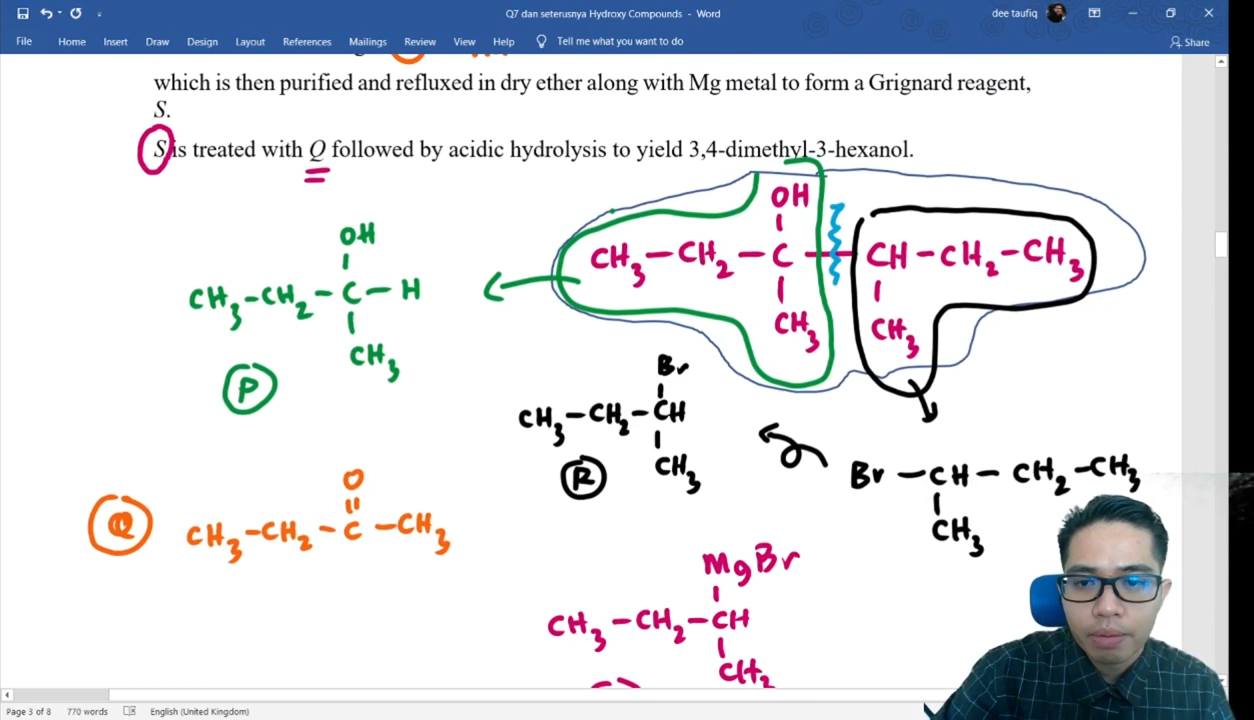 Q7 dan seterusnya Hydroxy Compounds - Word
dee taufiq
File Home Insert Draw Design Layout References Mailings Review View Help Tell me what you want to do
Share
which is then purified and refluxed in dry ether along with Mg metal to form a Grignard reagent,
S.
S is treated with Q followed by acidic hydrolysis to yield 3,4-dimethyl-3-hexanol.
OH
CH3–CH2–C–CH–CH2–CH3
CH3 CH3
OH
CH3–CH2–C–H
CH3
P
Br
CH3–CH2–CH
CH3
R
Br–CH–CH2–CH3
CH3
O
Q CH3–CH2–C–CH3
MgBr
CH3–CH2–CH
CH3
Page 3 of 8 770 words English (United Kingdom)